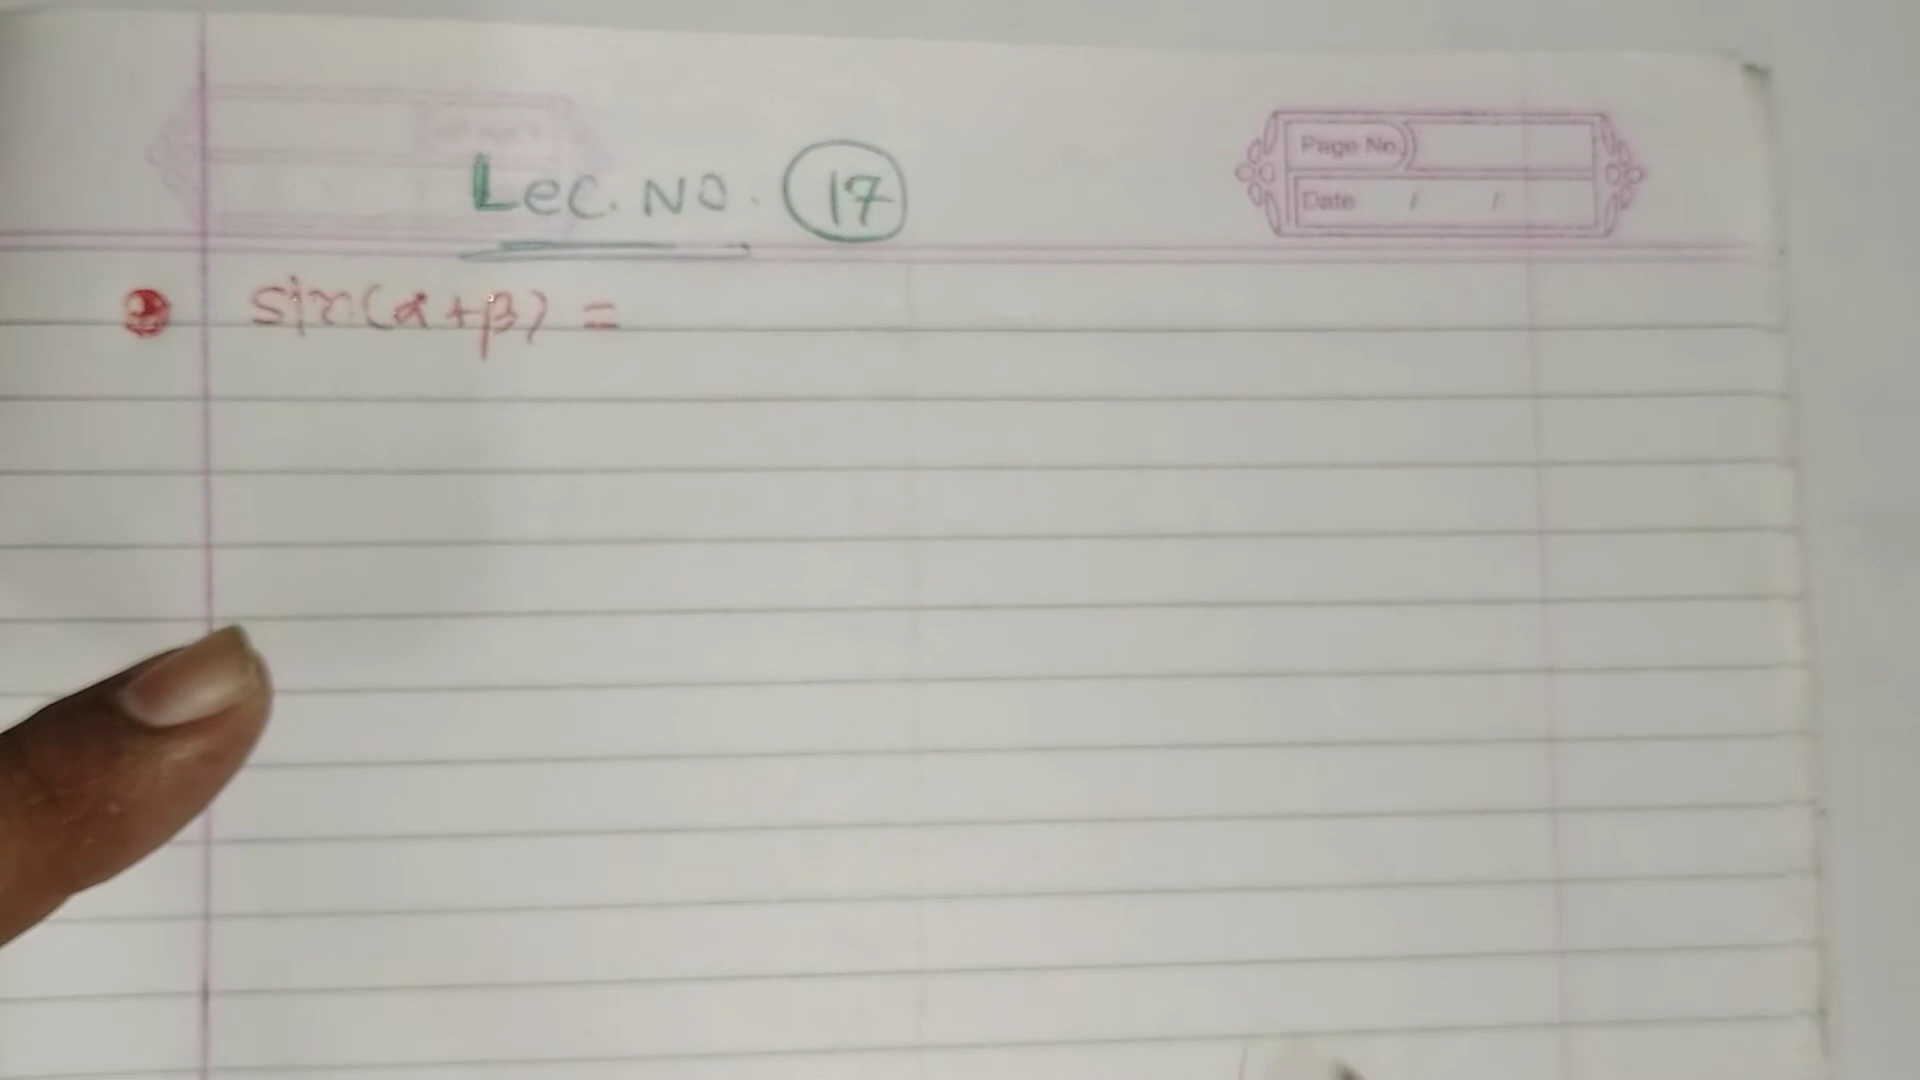 Lec. No. 17
Page No.
Date / /
sin(α+β) =